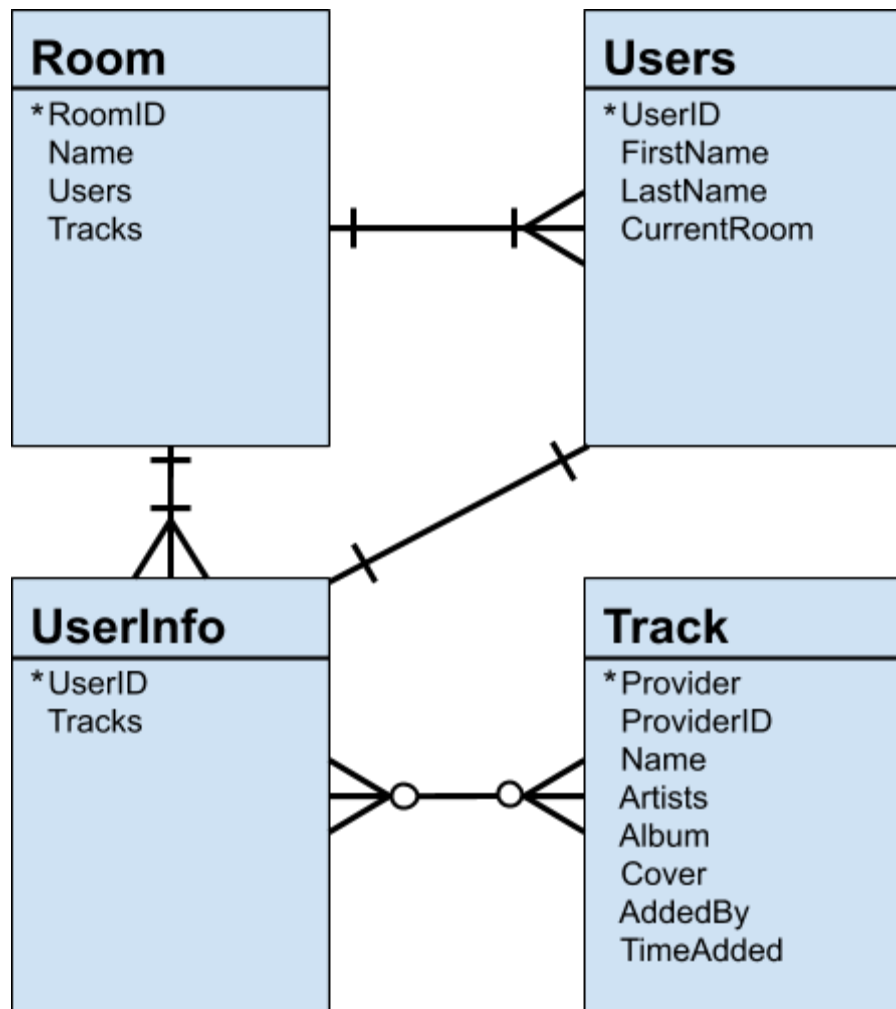 Room
*RoomID
Name
Users
Tracks
Users
*UserID
FirstName
LastName
CurrentRoom
UserInfo
*UserID
Tracks
Track
*Provider
ProviderID
Name
Artists
Album
Cover
AddedBy
TimeAdded